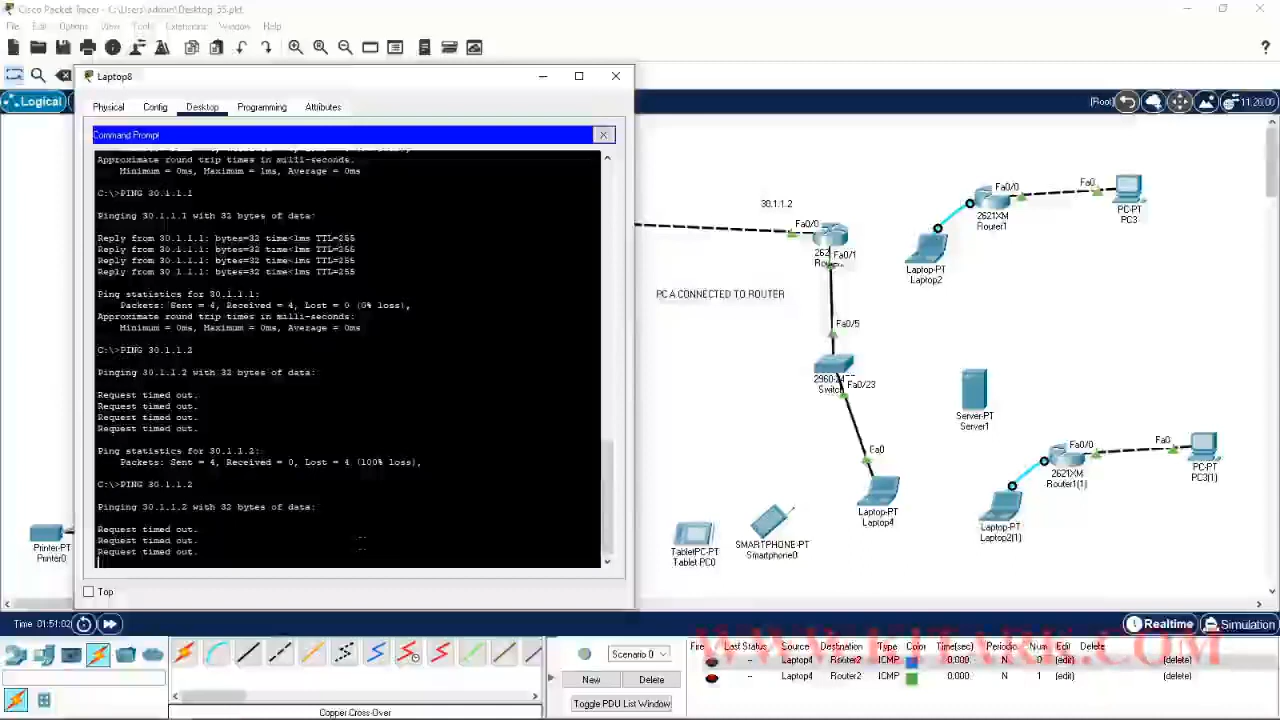 Cisco Packet Tracer - C:\Users\admin\Desktop_35.pkt
File Edit Options View Tools Extensions Window Help
Laptop8
Physical Config Desktop Programming Attributes
Logical
[Root]
11:26:00
Command Prompt
Approximate round trip times in milli-seconds:
Minimum = 0ms, Maximum = 1ms, Average = 0ms
C:\>PING 30.1.1.1
Pinging 30.1.1.1 with 32 bytes of data:
Reply from 30.1.1.1: bytes=32 time<1ms TTL=255
Reply from 30.1.1.1: bytes=32 time<1ms TTL=255
Reply from 30.1.1.1: bytes=32 time<1ms TTL=255
Reply from 30.1.1.1: bytes=32 time<1ms TTL=255
Ping statistics for 30.1.1.1:
Packets: Sent = 4, Received = 4, Lost = 0 (0% loss),
Approximate round trip times in milli-seconds:
Minimum = 0ms, Maximum = 0ms, Average = 0ms
C:\>PING 30.1.1.2
Pinging 30.1.1.2 with 32 bytes of data:
Request timed out.
Request timed out.
Request timed out.
Request timed out.
Ping statistics for 30.1.1.2:
Packets: Sent = 4, Received = 0, Lost = 4 (100% loss),
C:\>PING 30.1.1.2
Pinging 30.1.1.2 with 32 bytes of data:
Request timed out.
Request timed out.
Request timed out.
Top
30.1.1.2
Fa0/0
Fa0/1
PC A CONNECTED TO ROUTER
Fa0/5
Fa0/23
Fa0
Laptop-PT
Laptop4
Fa0/0
Fa0
2621XM
Router1
PC-PT
PC3
Laptop-PT
Laptop2
Server-PT
Server1
Fa0/0
Fa0
2621XM
Router1(1)
PC-PT
PC3(1)
Laptop-PT
Laptop2(1)
TabletPC-PT
Tablet PC0
SMARTPHONE-PT
Smartphone0
Printer-PT
Printer0
Time: 01:51:02
Realtime
Simulation
Scenario 0
New Delete
Toggle PDU List Window
Copper Cross-Over
Fire Last Status Source Destination Type Color Time(sec) Periodic Num Edit Delete
-- Laptop4 Router2 ICMP 0.000 N 0 (edit) (delete)
-- Laptop4 Router2 ICMP 0.000 N 1 (edit) (delete)